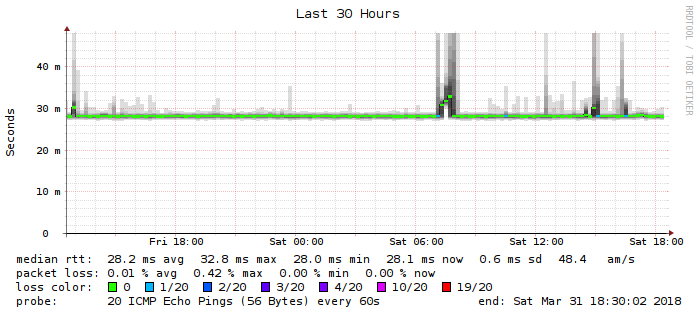 Last 30 Hours
RRDTOOL / TOBI OETIKER
Seconds
40 m
30 m
20 m
10 m
0
Fri 18:00 Sat 00:00 Sat 06:00 Sat 12:00 Sat 18:00
median rtt: 28.2 ms avg 32.8 ms max 28.0 ms min 28.1 ms now 0.6 ms sd 48.4 am/s
packet loss: 0.01 % avg 0.42 % max 0.00 % min 0.00 % now
loss color: 0 1/20 2/20 3/20 4/20 10/20 19/20
probe: 20 ICMP Echo Pings (56 Bytes) every 60s end: Sat Mar 31 18:30:02 2018